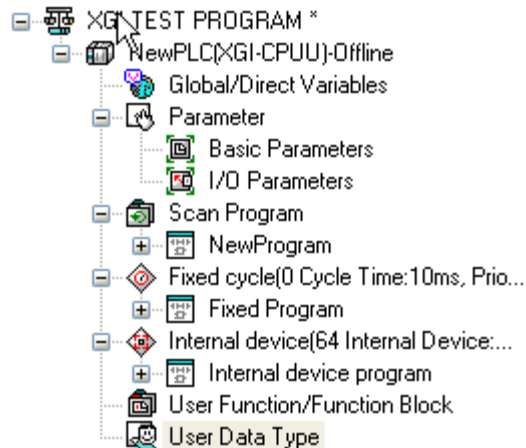 XGI TEST PROGRAM *
NewPLC(XGI-CPUU)-Offline
Global/Direct Variables
Parameter
Basic Parameters
I/O Parameters
Scan Program
NewProgram
Fixed cycle(0 Cycle Time:10ms, Prio...
Fixed Program
Internal device(64 Internal Device:...
Internal device program
User Function/Function Block
User Data Type